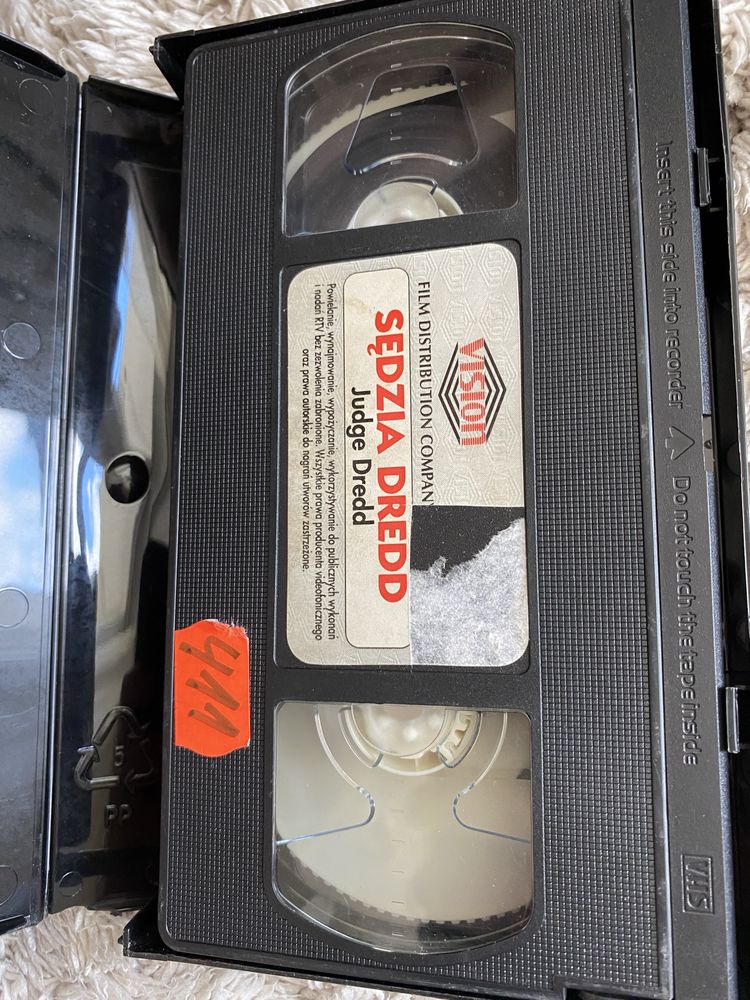 VISION
FILM DISTRIBUTION COMPAN
SĘDZIA DREDD
Judge Dredd
Powielanie, wynajmowanie, wypożyczanie, wykorzystywanie do publicznych wykonań
i nadań RTV bez zezwolenia zabronione. Wszystkie prawa producenta videofonicznego
oraz prawa autorskie do nagrań utworów zastrzeżone.
411
Insert this side into recorder Do not touch the tape inside
VHS
5
PP